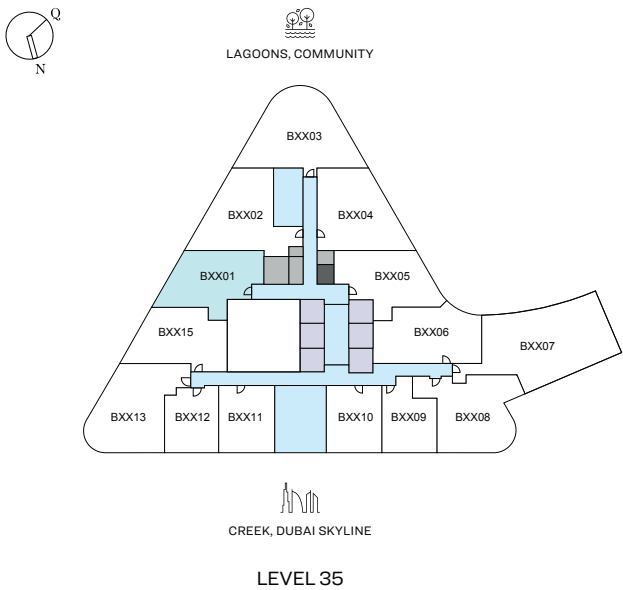 Q
N
LAGOONS, COMMUNITY
BXX03
BXX02
BXX04
BXX01
BXX05
BXX15
BXX06
BXX07
BXX13
BXX12
BXX11
BXX10
BXX09
BXX08
CREEK, DUBAI SKYLINE
LEVEL 35